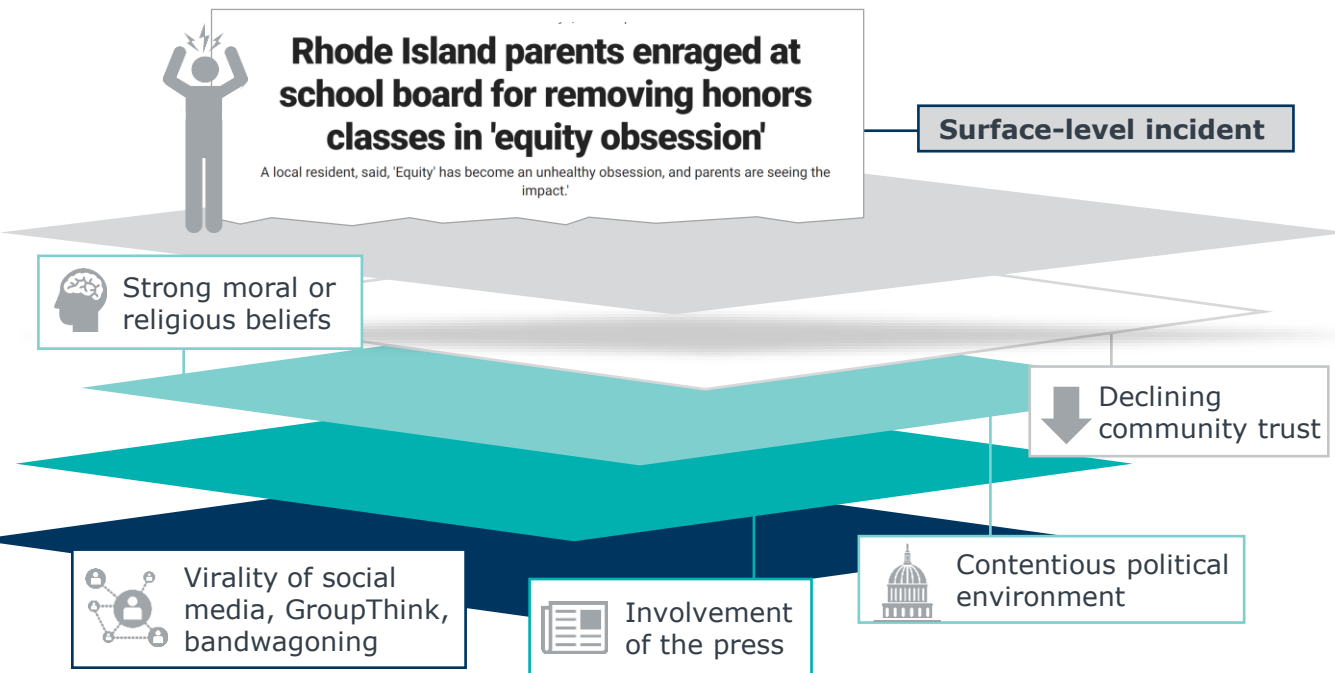 Rhode Island parents enraged at
school board for removing honors
classes in 'equity obsession'
A local resident, said, 'Equity' has become an unhealthy obsession, and parents are seeing the
impact.'
Surface-level incident
Strong moral or
religious beliefs
Declining
community trust
Contentious political
environment
Virality of social
media, GroupThink,
bandwagoning
Involvement
of the press